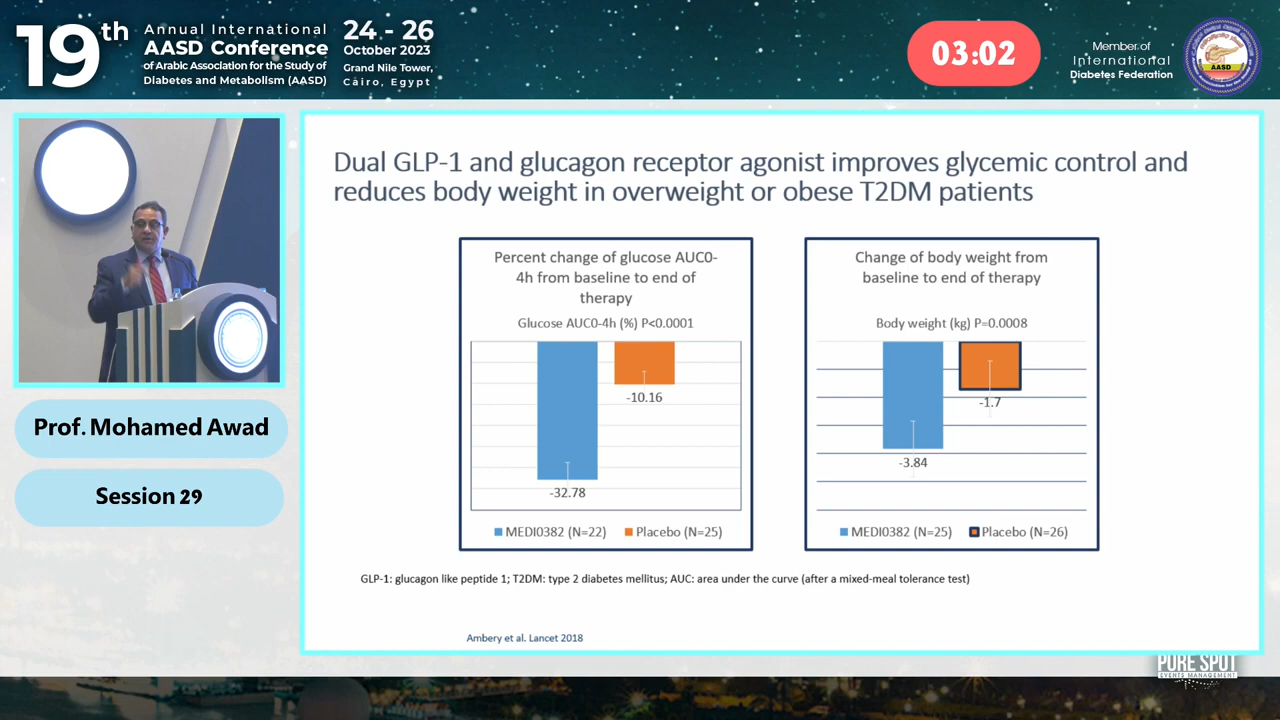 19th
Annual International
AASD Conference
of Arabic Association for the Study of
Diabetes and Metabolism (AASD)
24 - 26
October 2023
Grand Nile Tower,
Cairo, Egypt
03:02
Member of
International
Diabetes Federation
AASD
Prof. Mohamed Awad
Session 29
Dual GLP-1 and glucagon receptor agonist improves glycemic control and
reduces body weight in overweight or obese T2DM patients
Percent change of glucose AUC0-
4h from baseline to end of
therapy
Glucose AUC0-4h (%) P<0.0001
-10.16
-32.78
MEDI0382 (N=22) Placebo (N=25)
Change of body weight from
baseline to end of therapy
Body weight (kg) P=0.0008
-1.7
-3.84
MEDI0382 (N=25) Placebo (N=26)
GLP-1: glucagon like peptide 1; T2DM: type 2 diabetes mellitus; AUC: area under the curve (after a mixed-meal tolerance test)
Ambery et al. Lancet 2018
PURE SPOT
EVENTS MANAGEMENT